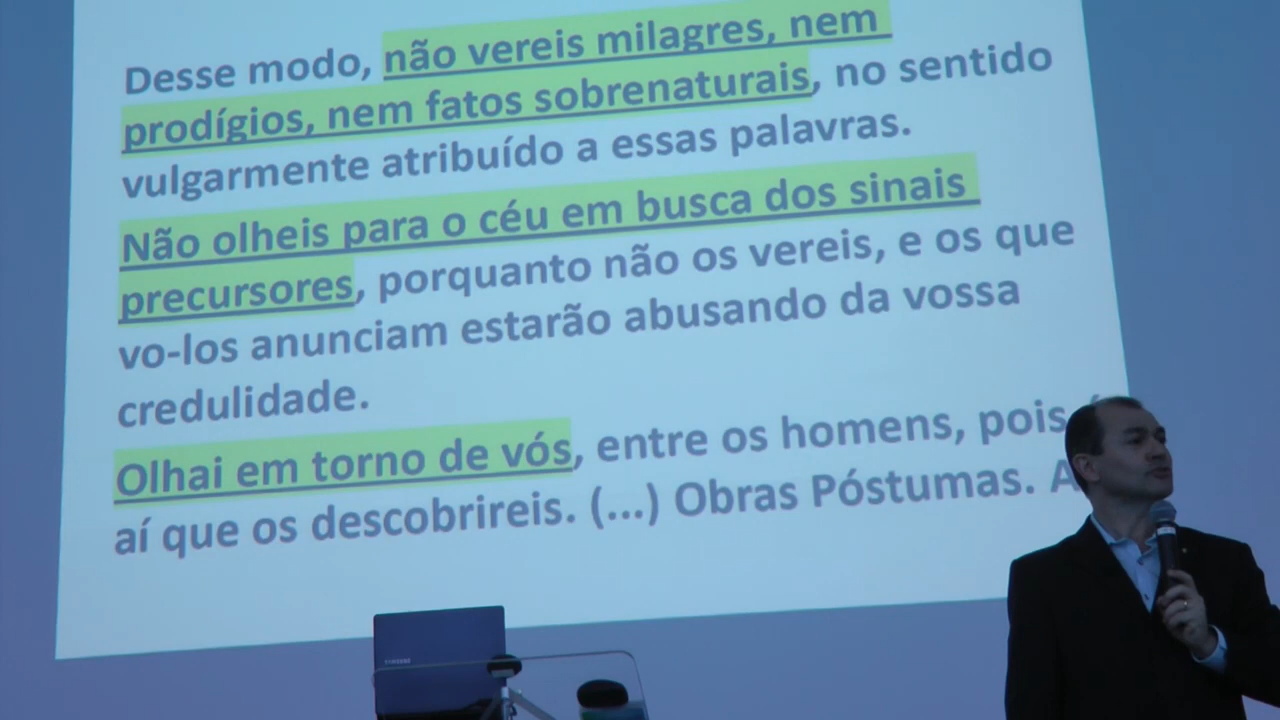 Desse modo, não vereis milagres, nem
prodígios, nem fatos sobrenaturais, no sentido
vulgarmente atribuído a essas palavras.
Não olheis para o céu em busca dos sinais
precursores, porquanto não os vereis, e os que
vo-los anunciam estarão abusando da vossa
credulidade.
Olhai em torno de vós, entre os homens, pois
aí que os descobrireis. (...) Obras Póstumas. A
SAMSUNG